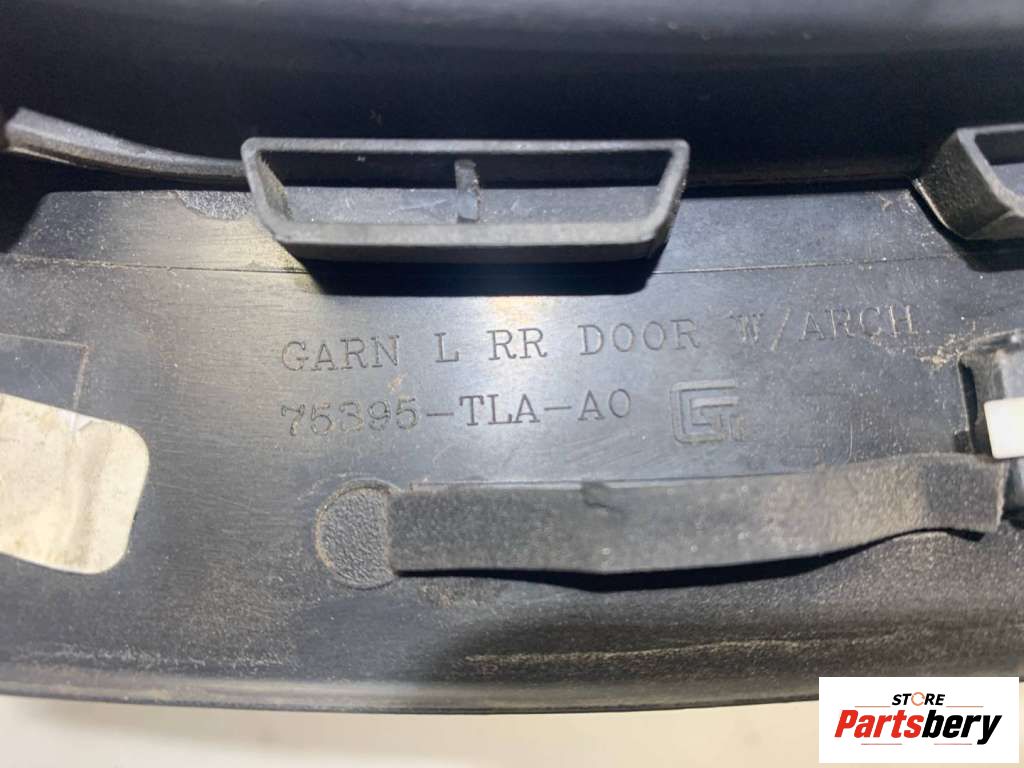 GARN L RR DOOR W/ARCH
75395-TLA-A0
STORE
Partsbery